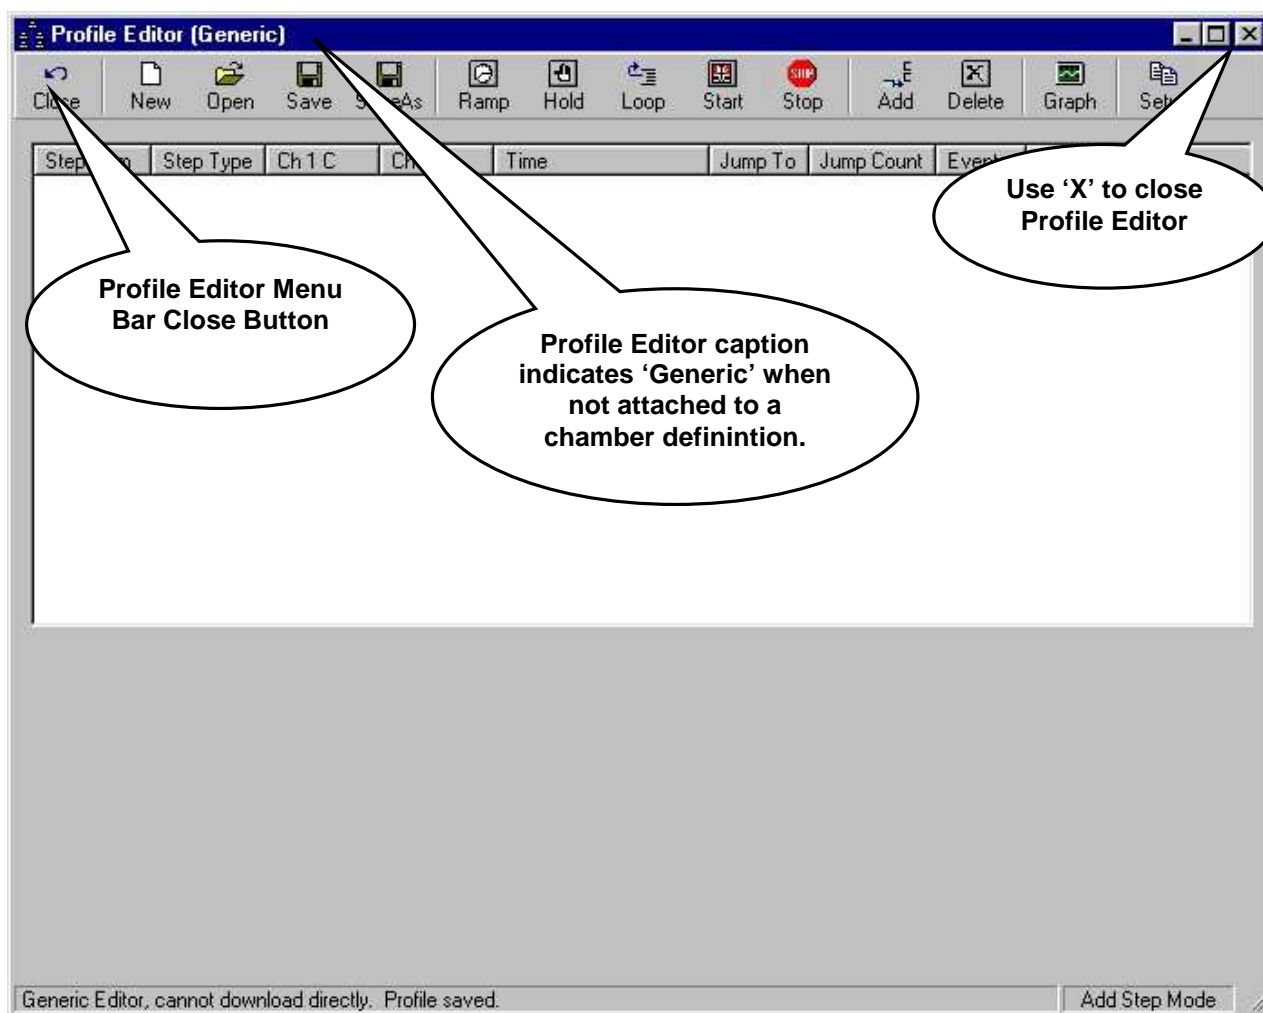 Profile Editor (Generic)
New Open Save Ramp Hold Loop Start Stop Add Delete Graph
Step Type Ch 1 C Time Jump To Jump Count
Use ‘X’ to close
Profile Editor
Profile Editor Menu
Bar Close Button
Profile Editor caption
indicates ‘Generic’ when
not attached to a
chamber definintion.
Generic Editor, cannot download directly. Profile saved.
Add Step Mode